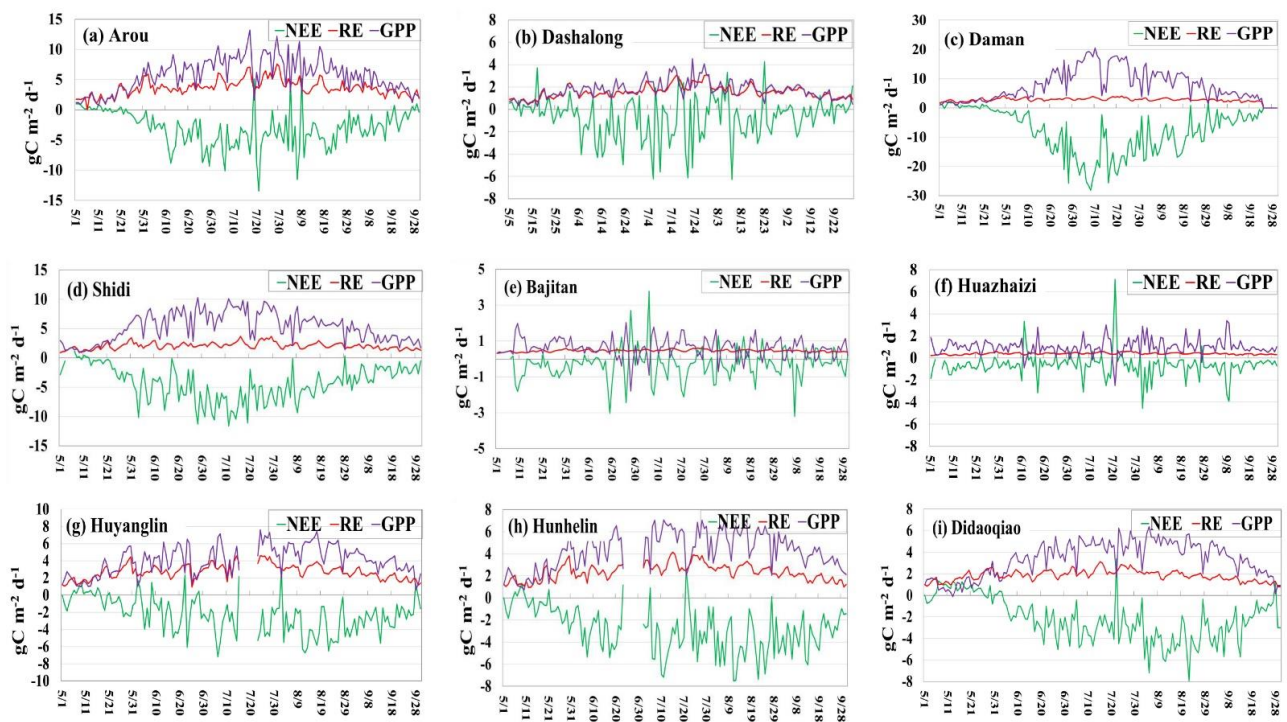 (a) Arou
NEE RE GPP
gC m⁻² d⁻¹
15
10
5
0
-5
-10
-15
5/1 5/11 5/21 5/31 6/10 6/20 6/30 7/10 7/20 7/30 8/9 8/19 8/29 9/8 9/18 9/28
(b) Dashalong
NEE RE GPP
gC m⁻² d⁻¹
8
6
4
2
0
-2
-4
-6
-8
5/5 5/15 5/25 6/4 6/14 6/24 7/4 7/14 7/24 8/3 8/13 8/23 9/2 9/12 9/22
(c) Daman
NEE RE GPP
gC m⁻² d⁻¹
30
20
10
0
-10
-20
-30
5/1 5/11 5/21 5/31 6/10 6/20 6/30 7/10 7/20 7/30 8/9 8/19 8/29 9/8 9/18 9/28
(d) Shidi
NEE RE GPP
gC m⁻² d⁻¹
15
10
5
0
-5
-10
-15
5/1 5/11 5/21 5/31 6/10 6/20 6/30 7/10 7/20 7/30 8/9 8/19 8/29 9/8 9/18 9/28
(e) Bajitan
NEE RE GPP
gC m⁻² d⁻¹
5
3
1
-1
-3
-5
5/1 5/11 5/21 5/31 6/10 6/20 6/30 7/10 7/20 7/30 8/9 8/19 8/29 9/8 9/18 9/28
(f) Huazhaizi
NEE RE GPP
gC m⁻² d⁻¹
8
6
4
2
0
-2
-4
-6
-8
5/1 5/11 5/21 5/31 6/10 6/20 6/30 7/10 7/20 7/30 8/9 8/19 8/29 9/8 9/18 9/28
(g) Huyanglin
NEE RE GPP
gC m⁻² d⁻¹
10
8
6
4
2
0
-2
-4
-6
-8
-10
5/1 5/11 5/21 5/31 6/10 6/20 6/30 7/10 7/20 7/30 8/9 8/19 8/29 9/8 9/18 9/28
(h) Hunhelin
NEE RE GPP
gC m⁻² d⁻¹
8
6
4
2
0
-2
-4
-6
-8
5/1 5/11 5/21 5/31 6/10 6/20 6/30 7/10 7/20 7/30 8/9 8/19 8/29 9/8 9/18 9/28
(i) Didaoqiao
NEE RE GPP
gC m⁻² d⁻¹
8
6
4
2
0
-2
-4
-6
-8
5/1 5/11 5/21 5/31 6/10 6/20 6/30 7/10 7/20 7/30 8/9 8/19 8/29 9/8 9/18 9/28